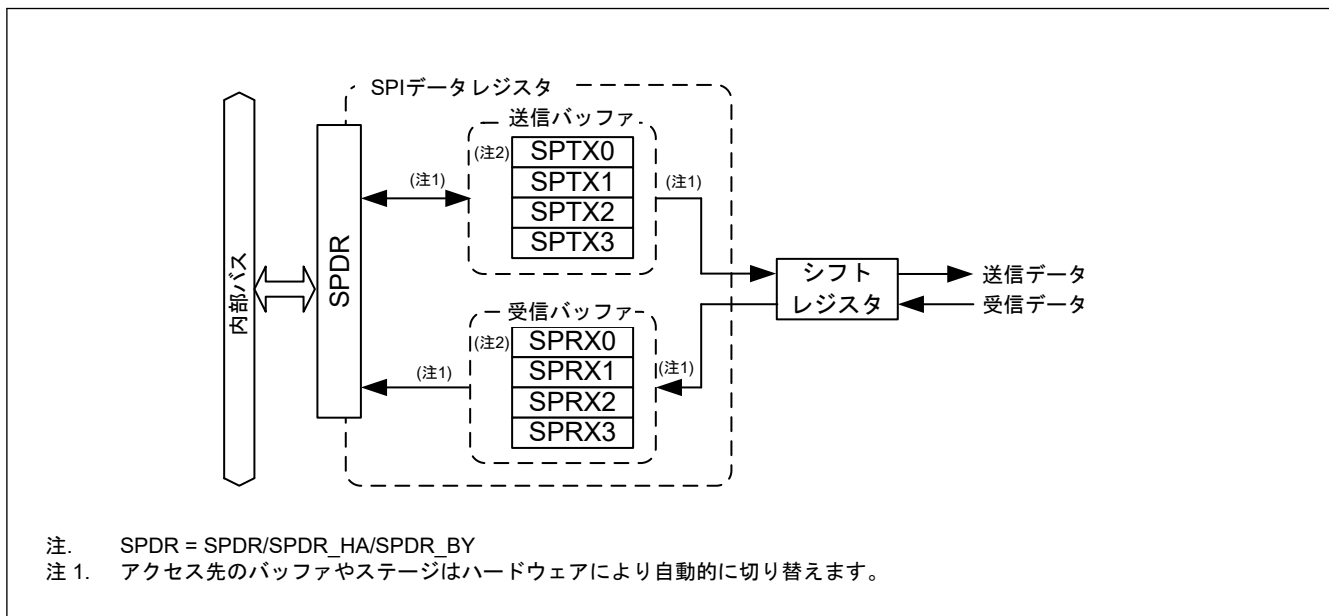 SPIデータレジスタ
送信バッファ
(注2) SPTX0
SPTX1
SPTX2
SPTX3
(注1)
(注1)
内部バス
SPDR
シフト
レジスタ
送信データ
受信データ
受信バッファ
(注2) SPRX0
SPRX1
SPRX2
SPRX3
(注1)
(注1)
注. SPDR = SPDR/SPDR_HA/SPDR_BY
注 1. アクセス先のバッファやステージはハードウェアにより自動的に切り替えます。